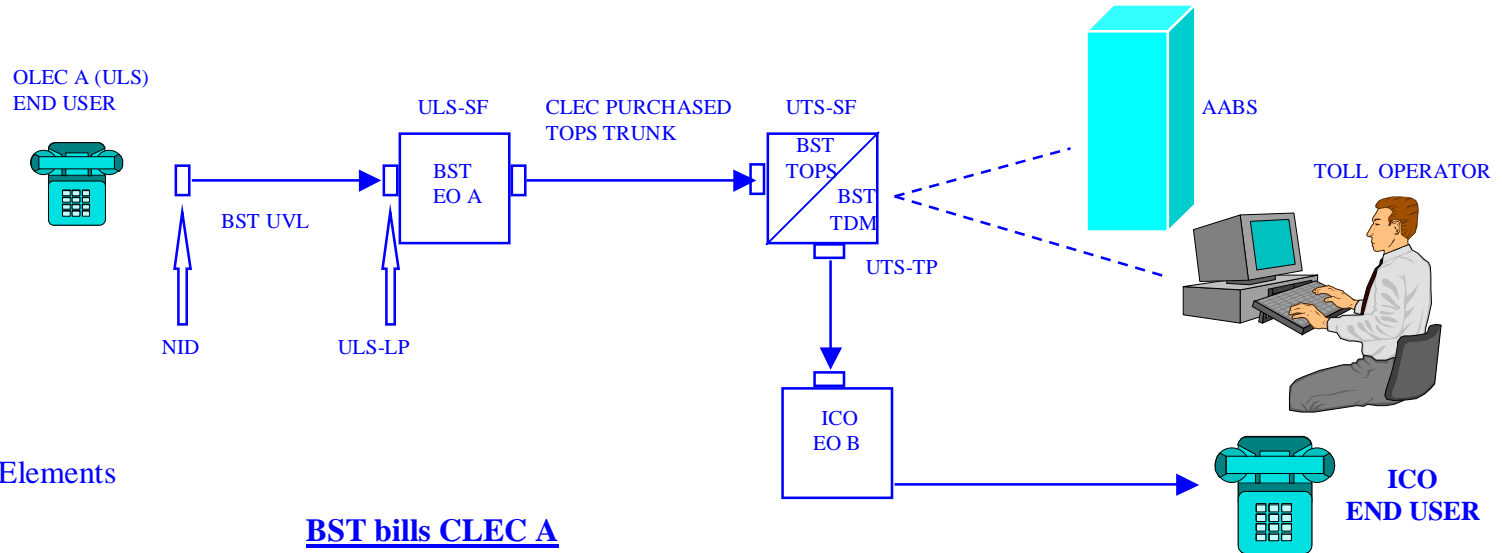 OLEC A (ULS)
END USER
ULS-SF
CLEC PURCHASED
TOPS TRUNK
UTS-SF
AABS
BST
EO A
BST
TOPS
BST
TDM
TOLL OPERATOR
BST UVL
UTS-TP
NID
ULS-LP
ICO
EO B
Elements
ICO
END USER
BST bills CLEC A